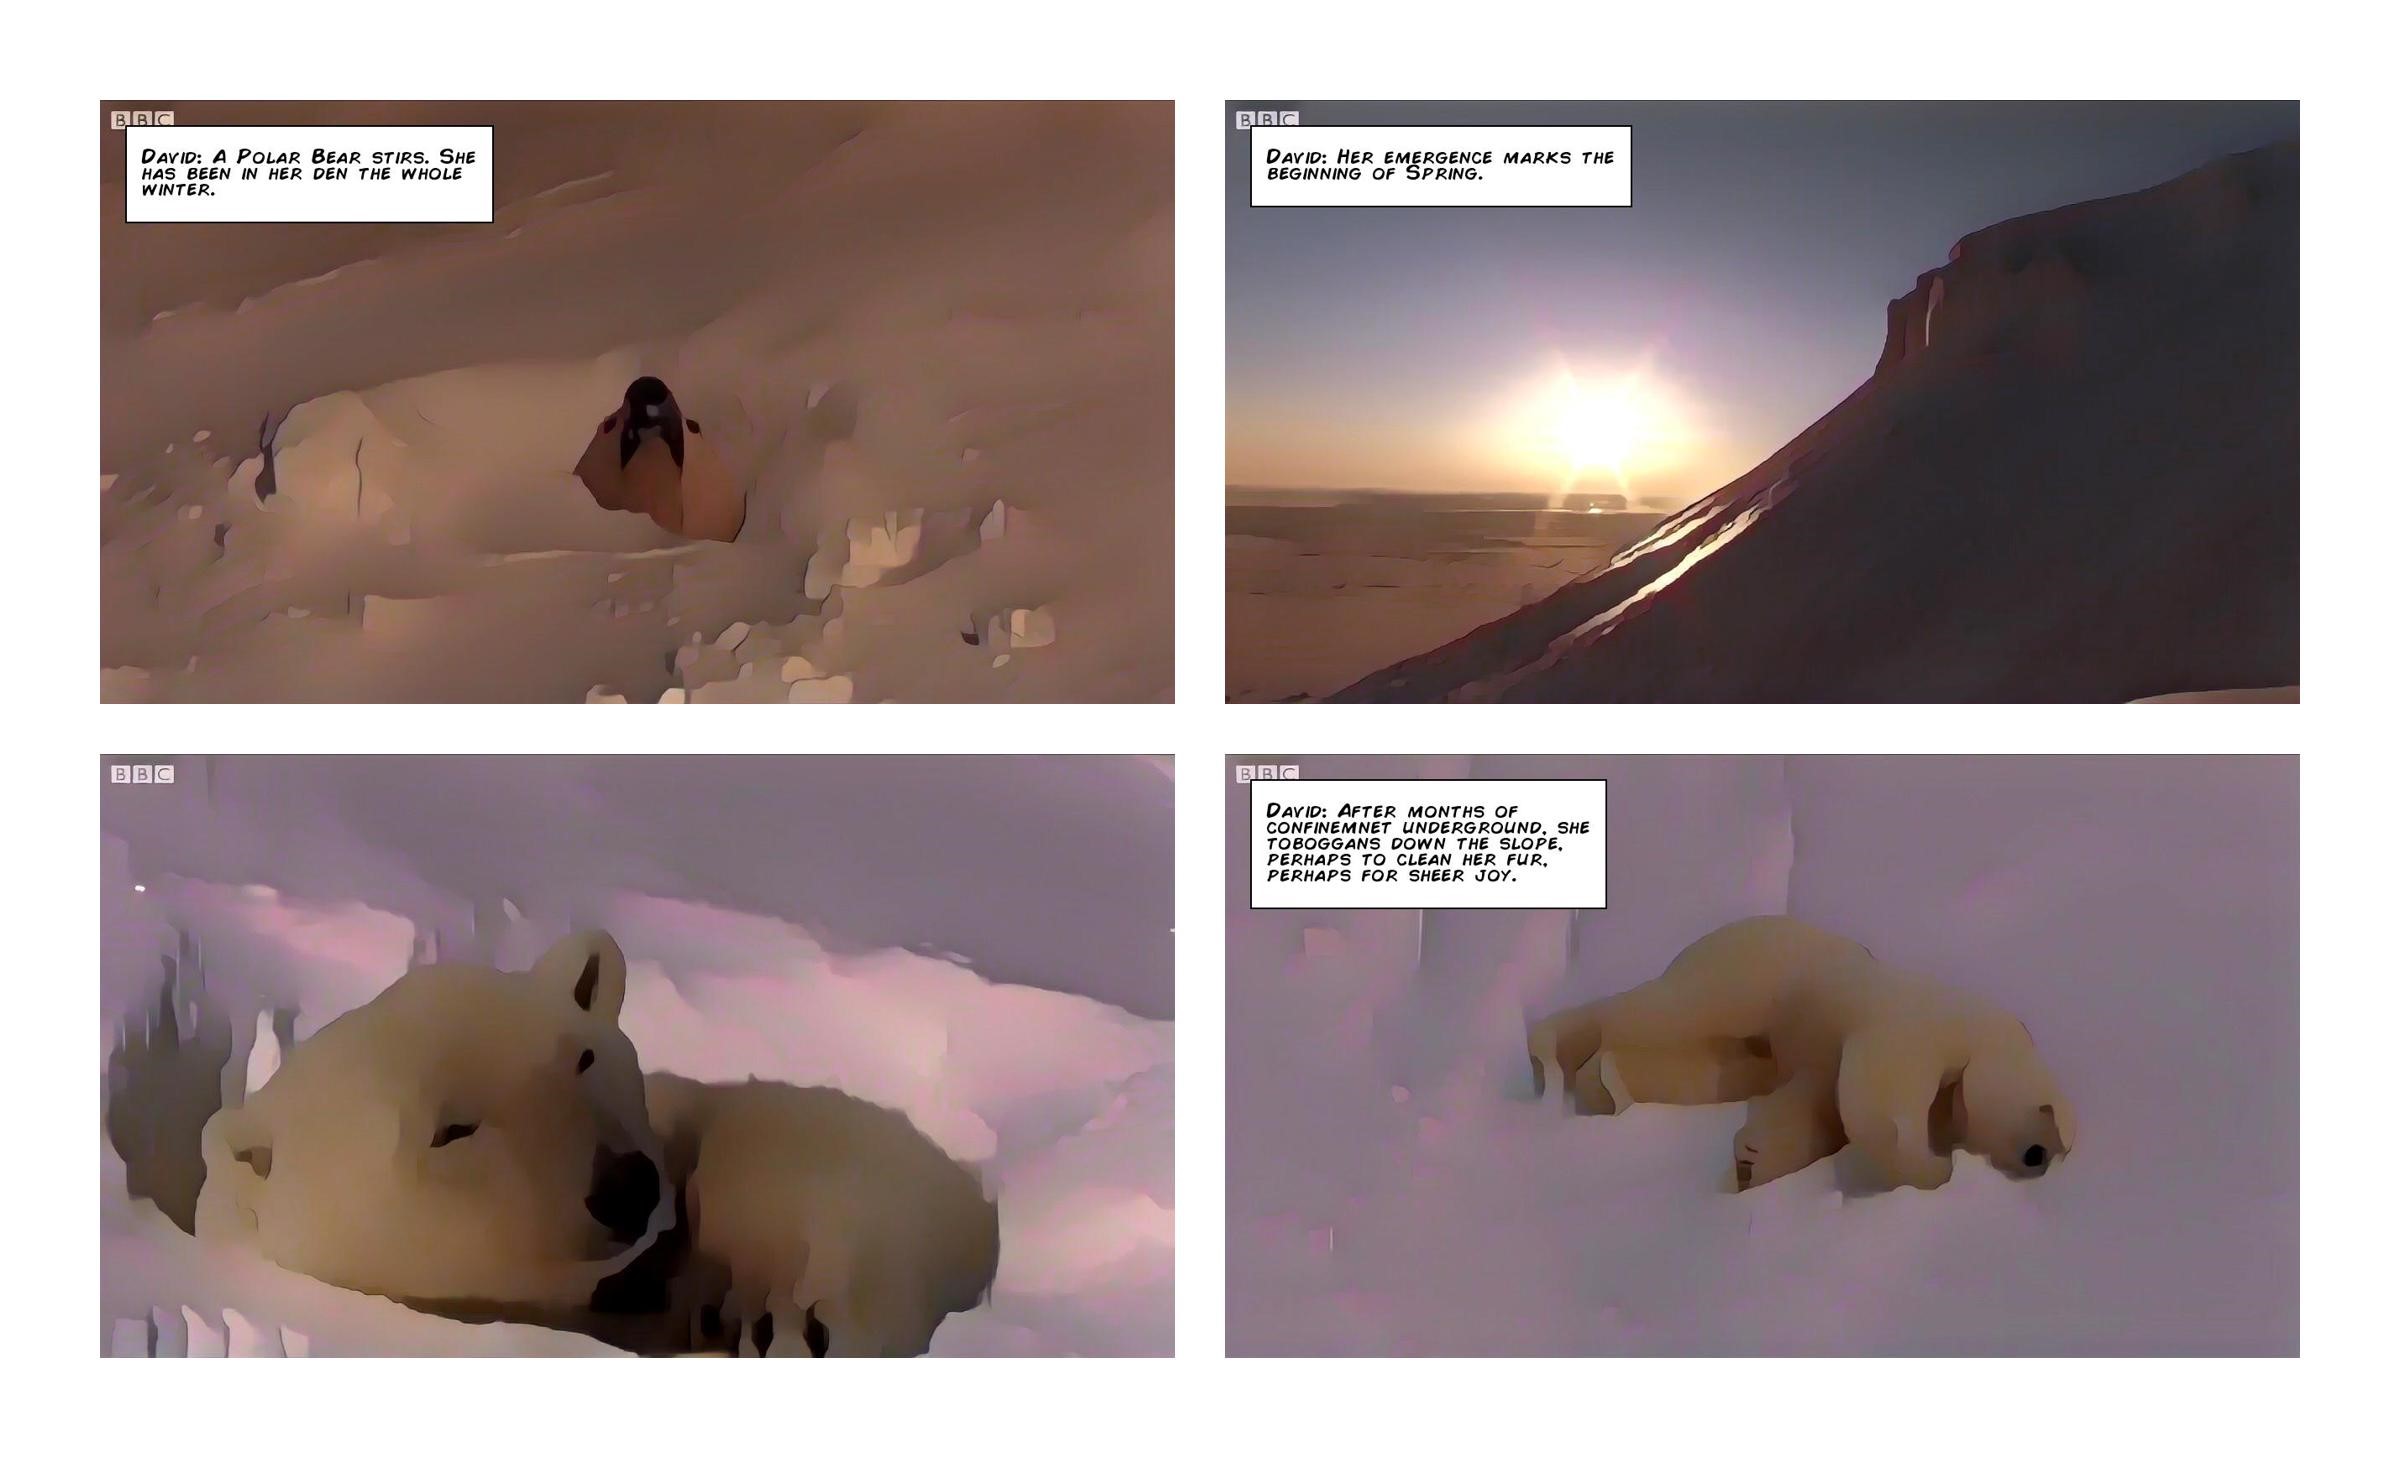 BBC
David: A Polar Bear stirs. She
has been in her den the whole
winter.
BBC
David: Her emergence marks the
beginning of Spring.
BBC
BBC
David: After months of
confinemnet underground, she
toboggans down the slope,
perhaps to clean her fur,
perhaps for sheer joy.